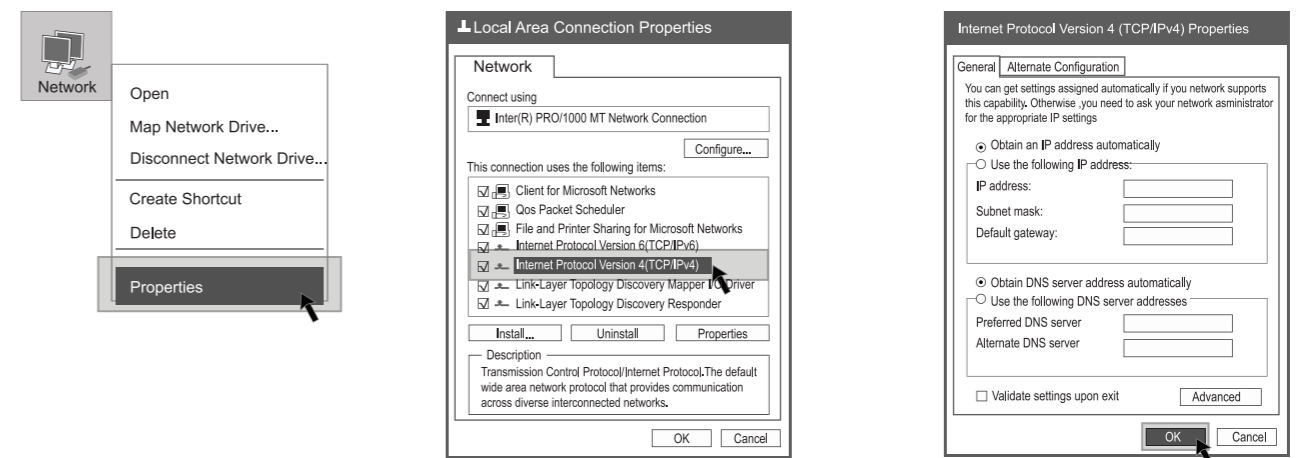 Network
Open
Map Network Drive...
Disconnect Network Drive...
Create Shortcut
Delete
Properties
Local Area Connection Properties
Network
Connect using
Inter(R) PRO/1000 MT Network Connection
Configure...
This connection uses the following items:
Client for Microsoft Networks
Qos Packet Scheduler
File and Printer Sharing for Microsoft Networks
Internet Protocol Version 6(TCP/IPv6)
Internet Protocol Version 4(TCP/IPv4)
Link-Layer Topology Discovery Mapper I/O Driver
Link-Layer Topology Discovery Responder
Install... Uninstall Properties
Description
Transmission Control Protocol/Internet Protocol.The default
wide area network protocol that provides communication
across diverse interconnected networks.
OK Cancel
Internet Protocol Version 4 (TCP/IPv4) Properties
General Alternate Configuration
You can get settings assigned automatically if you network supports
this capability. Otherwise ,you need to ask your network asministrator
for the appropriate IP settings
Obtain an IP address automatically
Use the following IP address:
IP address:
Subnet mask:
Default gateway:
Obtain DNS server address automatically
Use the following DNS server addresses
Preferred DNS server
Alternate DNS server
Validate settings upon exit Advanced
OK Cancel